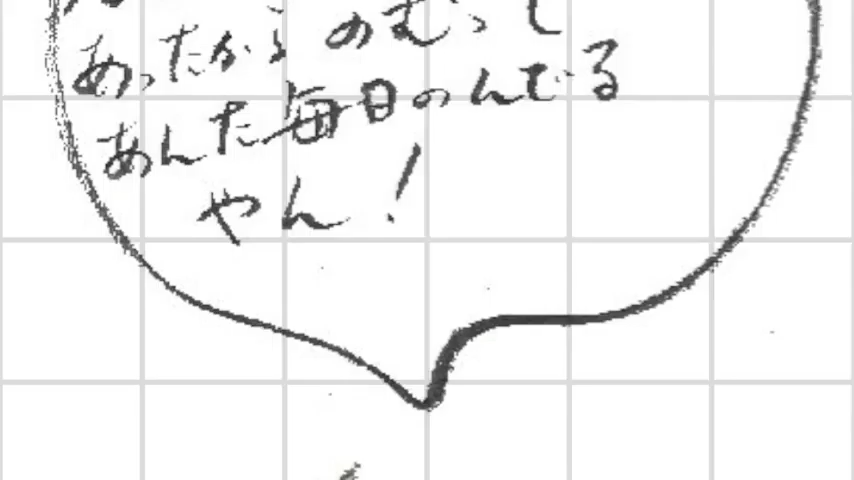 あったから のむって
あんた毎日のんでる
やん!